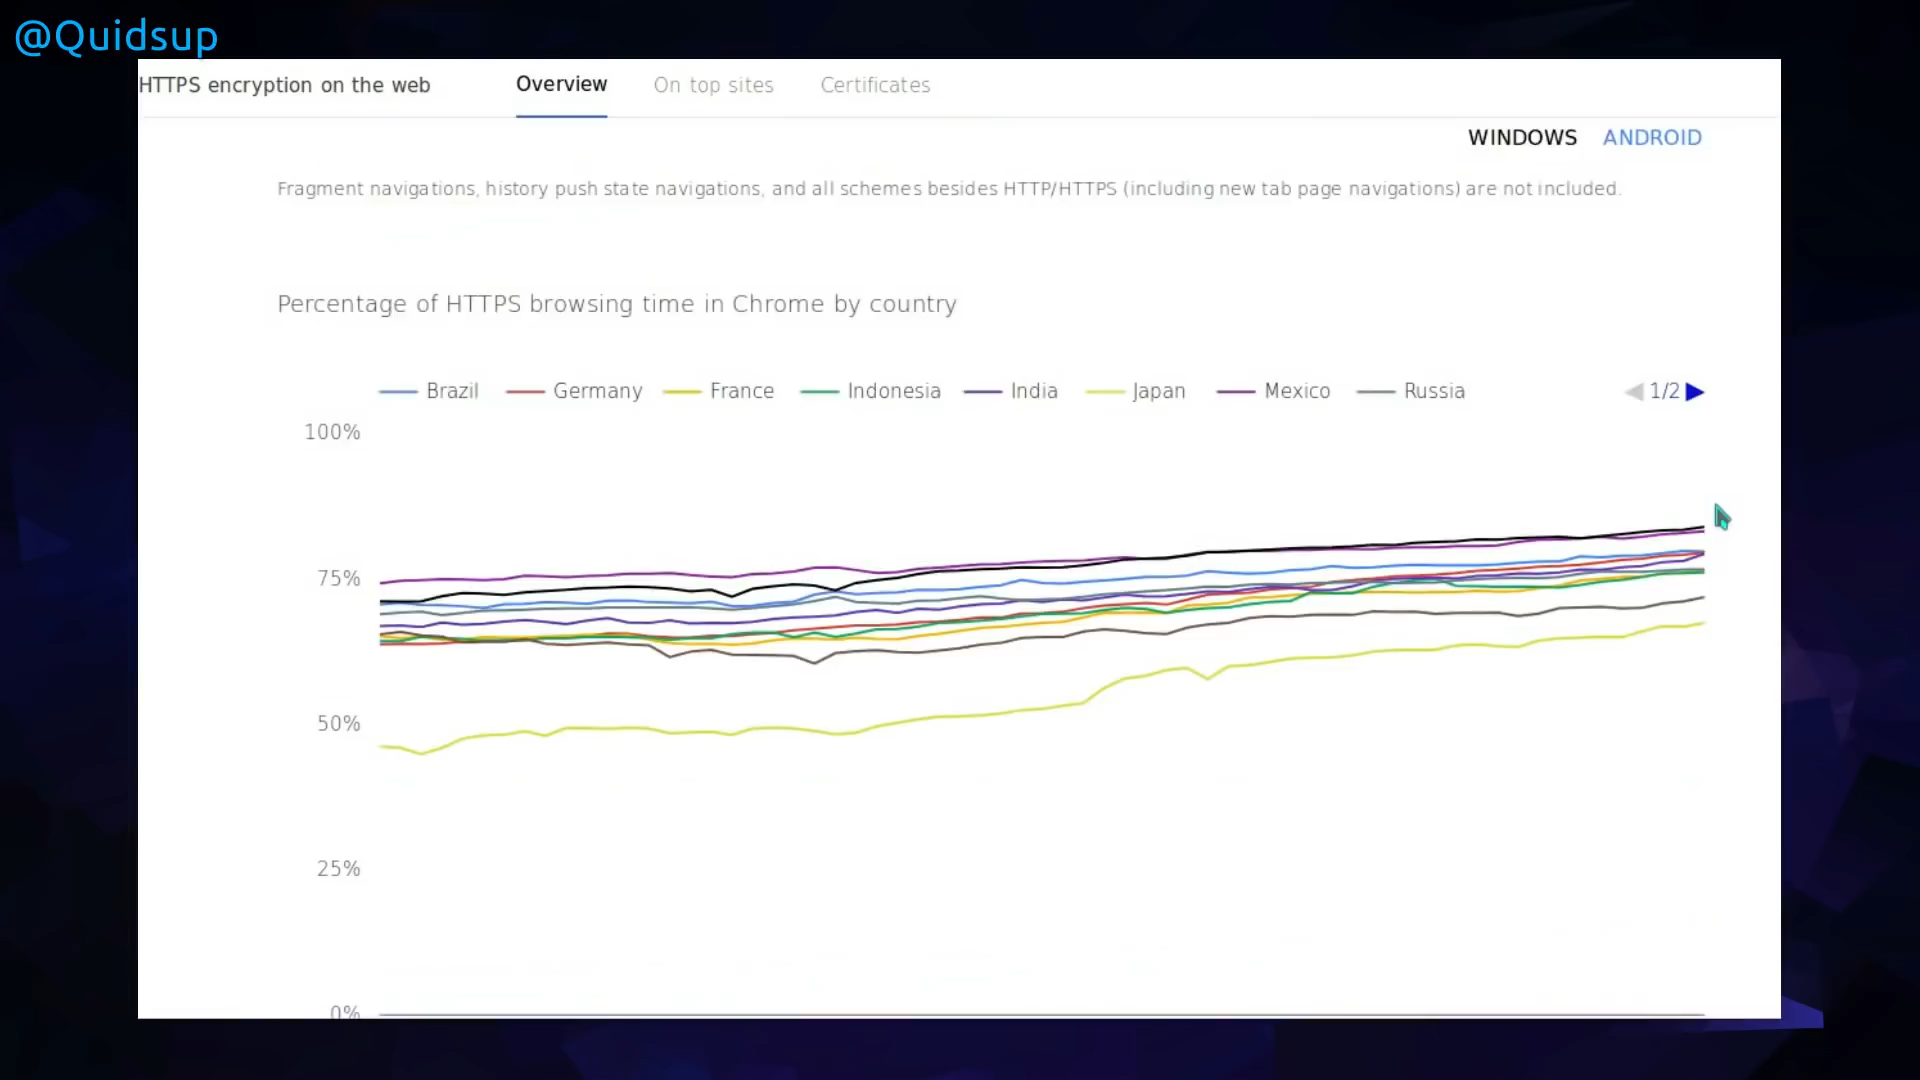 @Quidsup
HTTPS encryption on the web Overview On top sites Certificates
WINDOWS ANDROID
Fragment navigations, history push state navigations, and all schemes besides HTTP/HTTPS (including new tab page navigations) are not included.
Percentage of HTTPS browsing time in Chrome by country
Brazil Germany France Indonesia India Japan Mexico Russia 1/2
100%
75%
50%
25%
0%